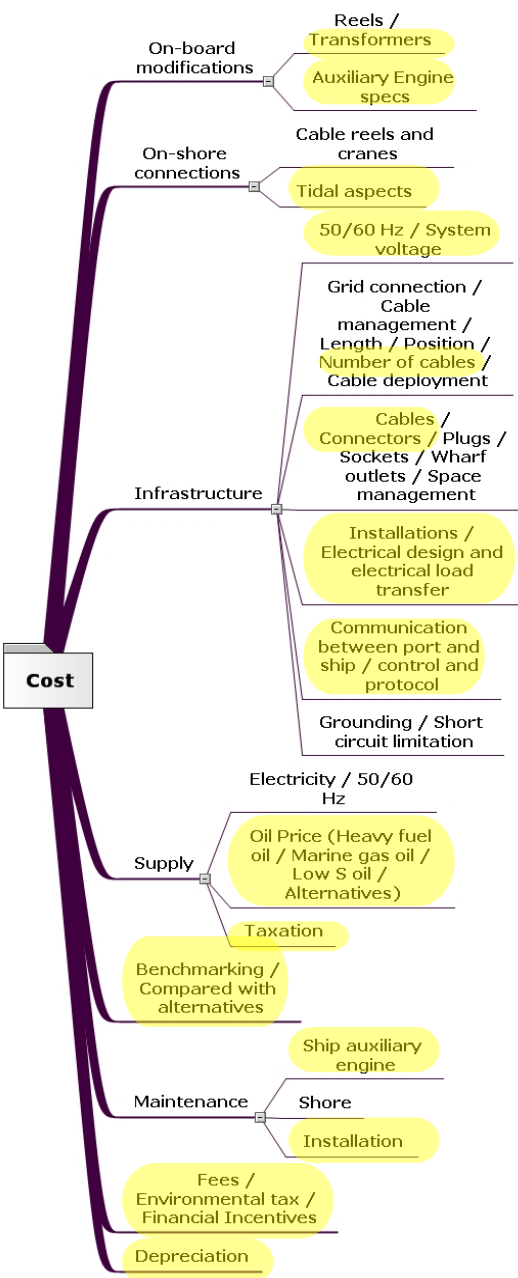 Reels /
Transformers
On-board
modifications
Auxiliary Engine
specs
Cable reels and
cranes
On-shore
connections
Tidal aspects
50/60 Hz / System
voltage
Grid connection /
Cable
management /
Length / Position /
Number of cables /
Cable deployment
Cables /
Connectors / Plugs /
Sockets / Wharf
outlets / Space
management
Infrastructure
Installations /
Electrical design and
electrical load
transfer
Communication
between port and
ship / control and
protocol
Cost
Grounding / Short
circuit limitation
Electricity / 50/60
Hz
Supply
Oil Price (Heavy fuel
oil / Marine gas oil /
Low S oil /
Alternatives)
Taxation
Benchmarking /
Compared with
alternatives
Ship auxiliary
engine
Maintenance
Shore
Installation
Fees /
Environmental tax /
Financial Incentives
Depreciation